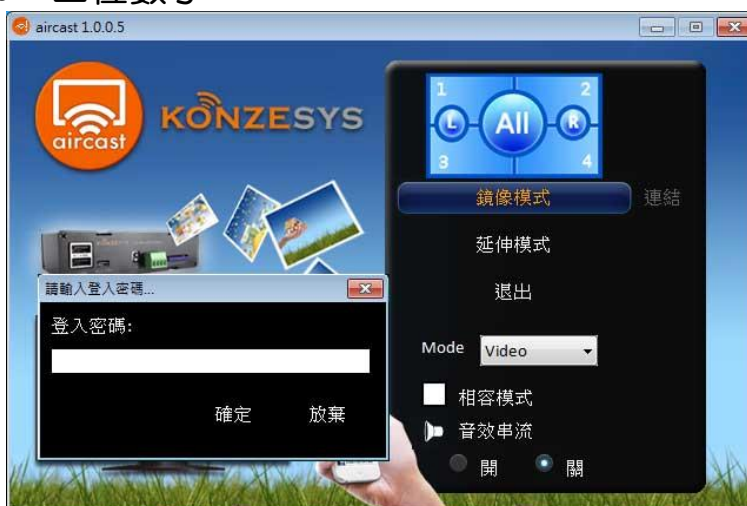 aircast 1.0.0.5
aircast
KONZESYS
1 2
L All R
3 4
鏡像模式 連結
延伸模式
退出
請輸入登入密碼...
登入密碼:
確定 放棄
Mode Video
相容模式
音效串流
開 關